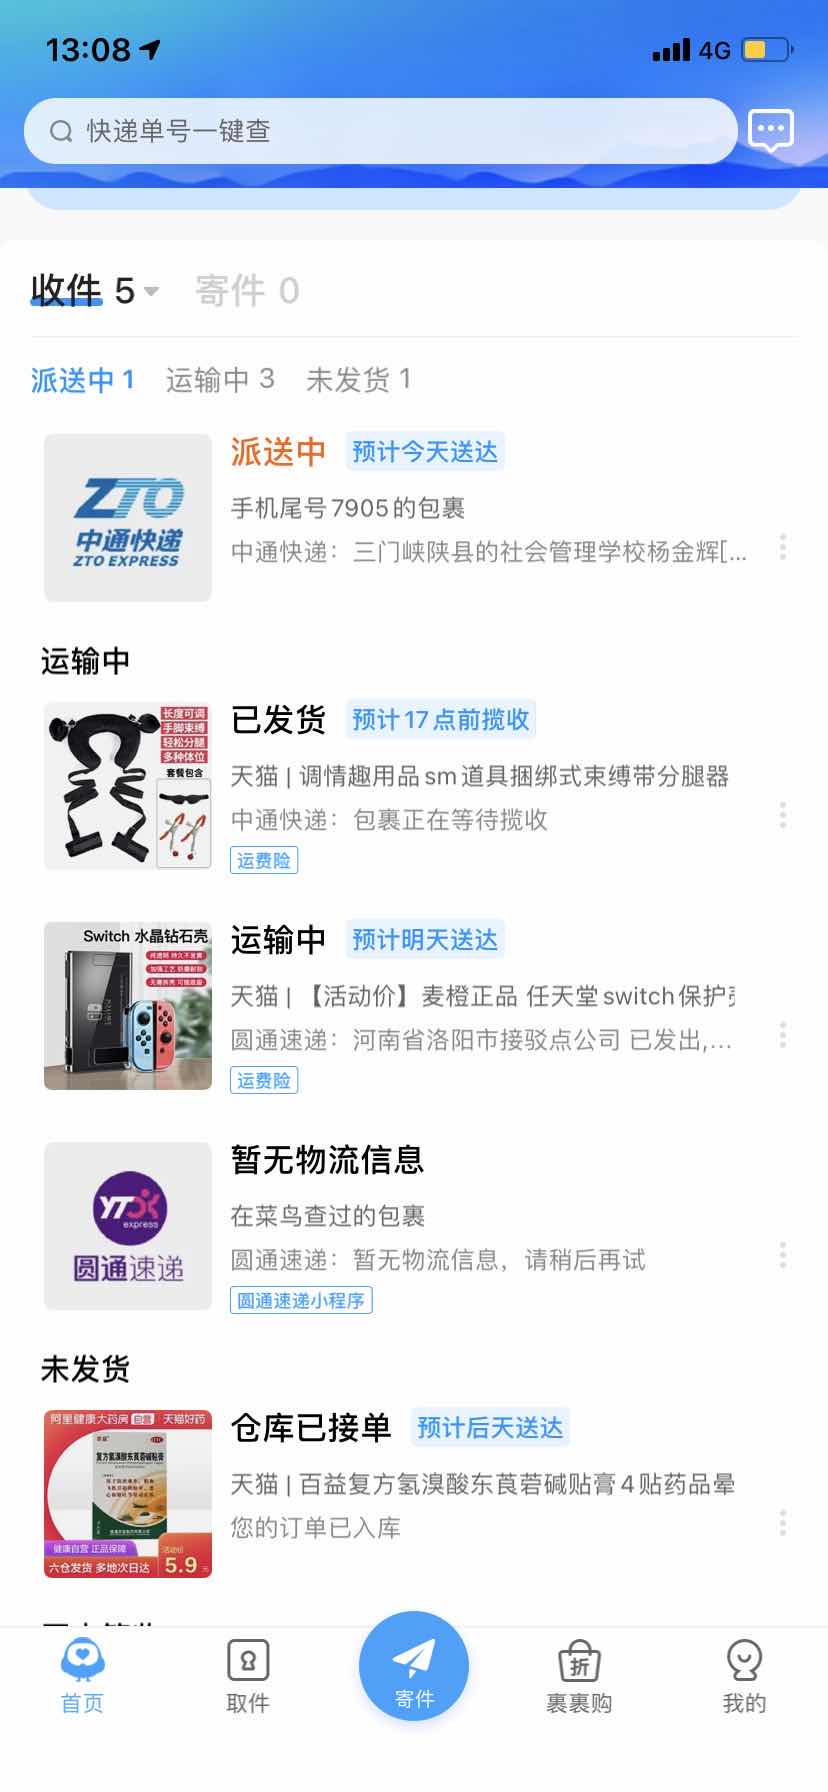 13:08
4G
快递单号一键查
收件 5
寄件 0
派送中 1 运输中 3 未发货 1
ZTO
中通快递
ZTO EXPRESS
派送中 预计今天送达
手机尾号7905的包裹
中通快递：三门峡陕县的社会管理学校杨金辉[...
运输中
长度可调
手脚束缚
轻松分腿
多种体位
套餐包含
已发货 预计17点前揽收
天猫 | 调情趣用品sm道具捆绑式束缚带分腿器
中通快递：包裹正在等待揽收
运费险
Switch 水晶钻石壳
运输中 预计明天送达
天猫 | 【活动价】麦橙正品 任天堂switch保护
圆通速递：河南省洛阳市接驳点公司 已发出,...
运费险
YTO
express
圆通速递
暂无物流信息
在菜鸟查过的包裹
圆通速递：暂无物流信息，请稍后再试
圆通速递小程序
未发货
阿里健康大药房 自营 天猫好药
复方氢溴酸东莨菪碱贴膏
健康自营 正品保障
六仓发货 多地次日达
活动价
5.9元
仓库已接单 预计后天送达
天猫 | 百益复方氢溴酸东莨菪碱贴膏4贴药品晕
您的订单已入库
首页
取件
寄件
折
裹裹购
我的